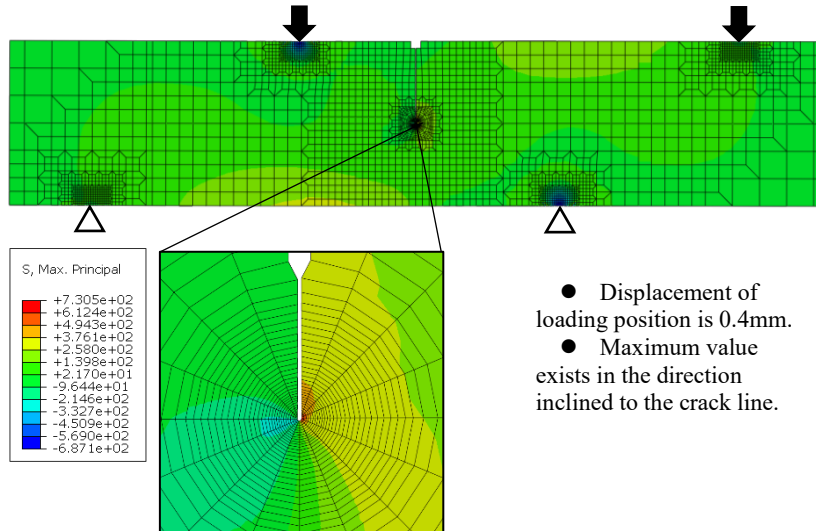 S, Max. Principal
+7.305e+02
+6.124e+02
+4.943e+02
+3.761e+02
+2.580e+02
+1.398e+02
+2.170e+01
-9.644e+01
-2.146e+02
-3.327e+02
-4.509e+02
-5.690e+02
-6.871e+02
● Displacement of
loading position is 0.4mm.
● Maximum value
exists in the direction
inclined to the crack line.